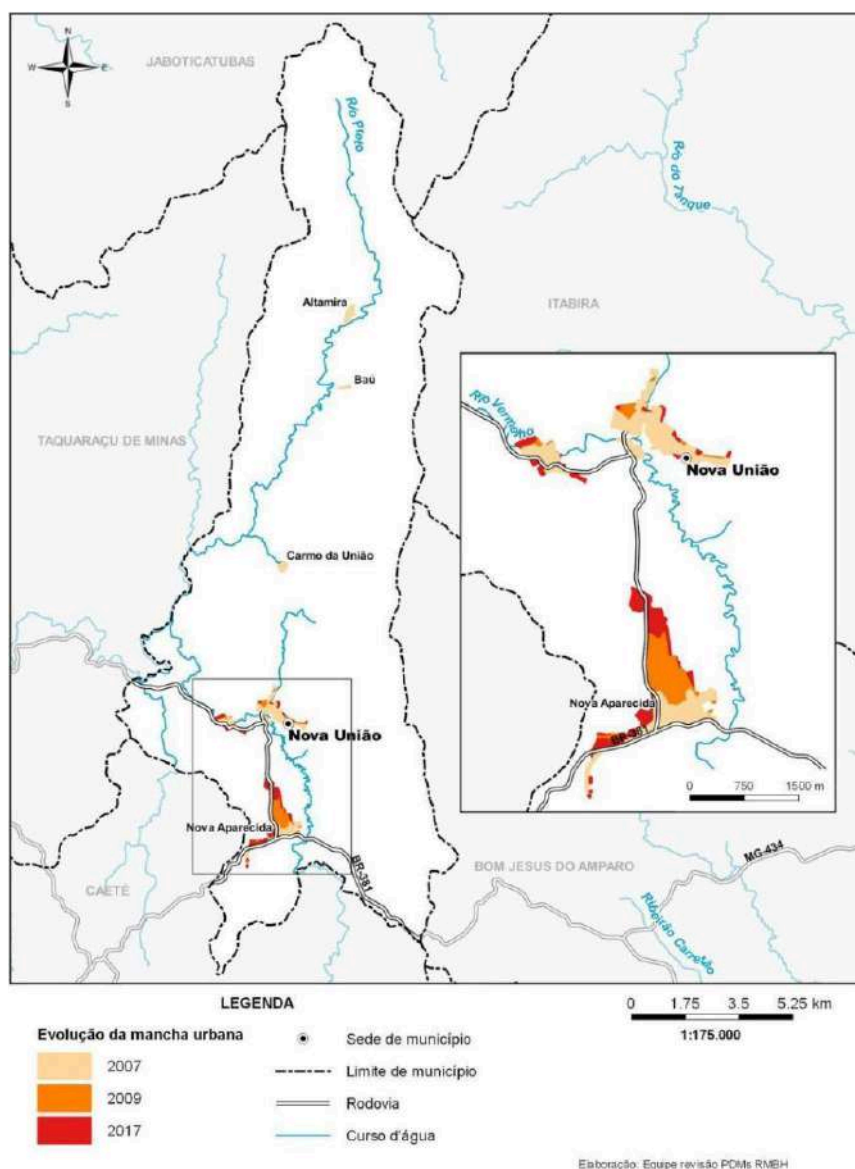 N
W E
S
JABOTICATUBAS
Rio Preto
Rio do Tanque
Altamira
ITABIRA
Baú
TAQUARAÇU DE MINAS
Rio Vermelho
Nova União
Carmo da União
Nova Aparecida
BR-381
0 750 1500 m
Nova União
Nova Aparecida
BR-381
MG-434
BOM JESUS DO AMPARO
CAETÉ
Ribeirão Carretão
LEGENDA
0 1.75 3.5 5.25 km
1:175.000
Evolução da mancha urbana
2007
2009
2017
Sede de município
Limite de município
Rodovia
Curso d'água
Elaboração: Equipe revisão PDMs RMBH